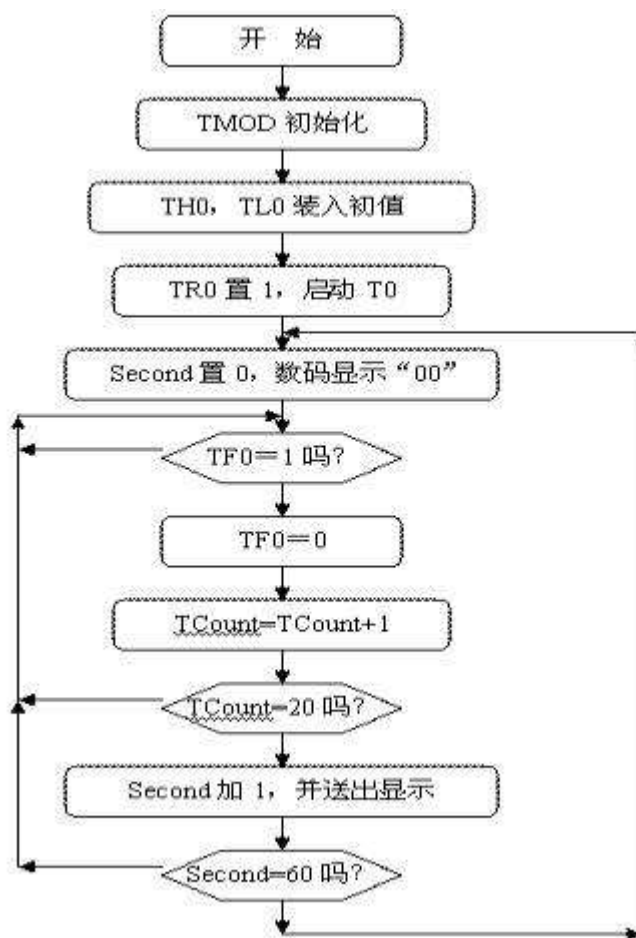 开 始
TMOD 初始化
TH0，TL0 装入初值
TR0 置 1，启动 T0
Second 置 0，数码显示“00”
TF0＝1 吗？
TF0＝0
TCount=TCount+1
TCount=20 吗？
Second 加 1，并送出显示
Second=60 吗？